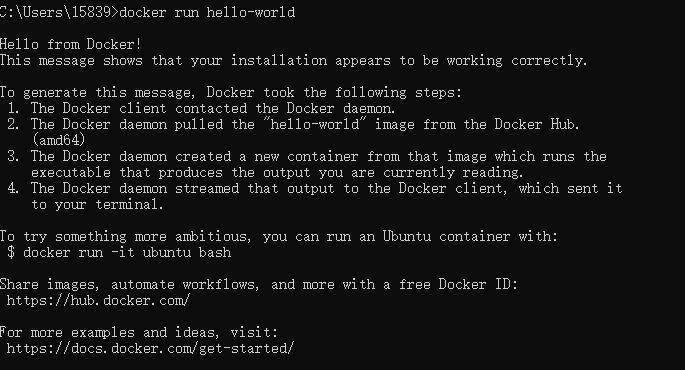 C:\Users\15839>docker run hello-world
Hello from Docker!
This message shows that your installation appears to be working correctly.
To generate this message, Docker took the following steps:
1. The Docker client contacted the Docker daemon.
2. The Docker daemon pulled the "hello-world" image from the Docker Hub.
(amd64)
3. The Docker daemon created a new container from that image which runs the
executable that produces the output you are currently reading.
4. The Docker daemon streamed that output to the Docker client, which sent it
to your terminal.
To try something more ambitious, you can run an Ubuntu container with:
$ docker run -it ubuntu bash
Share images, automate workflows, and more with a free Docker ID:
https://hub.docker.com/
For more examples and ideas, visit:
https://docs.docker.com/get-started/